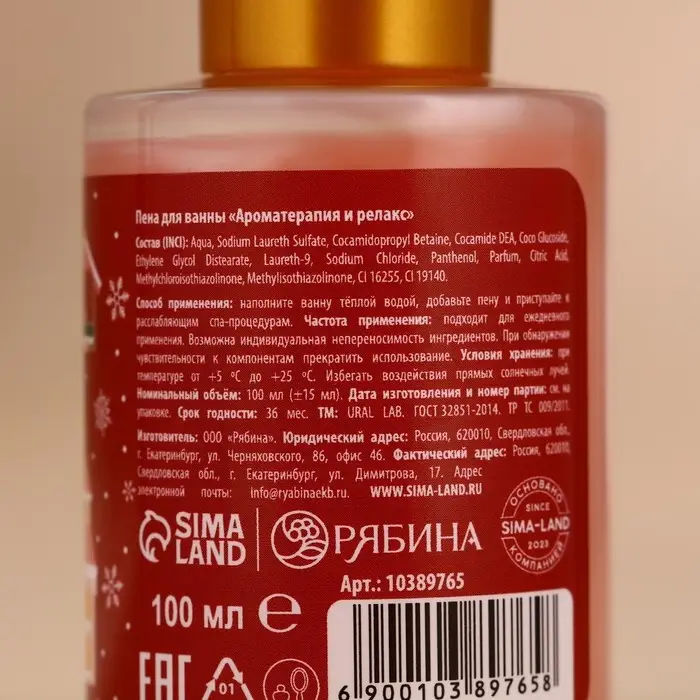 Пена для ванны «Ароматерапия и релакс»
Состав (INCI): Aqua, Sodium Laureth Sulfate, Cocamidopropyl Betaine, Cocamide DEA, Coco Glucoside,
Ethylene Glycol Distearate, Laureth-9, Sodium Chloride, Panthenol, Parfum, Citric Acid,
Methylchloroisothiazolinone, Methylisothiazolinone, CI 16255, CI 19140.
Способ применения: наполните ванну тёплой водой, добавьте пену и приступайте к
расслабляющим спа-процедурам. Частота применения: подходит для ежедневного
применения. Возможна индивидуальная непереносимость ингредиентов. При обнаружении
чувствительности к компонентам прекратить использование. Условия хранения: при
температуре от +5 °C до +25 °C. Избегать воздействия прямых солнечных лучей.
Номинальный объём: 100 мл (±15 мл). Дата изготовления и номер партии: см. на
упаковке. Срок годности: 36 мес. ТМ: URAL LAB. ГОСТ 32851-2014. ТР ТС 009/2011.
Изготовитель: ООО «Рябина». Юридический адрес: Россия, 620010, Свердловская обл.,
г. Екатеринбург, ул. Черняховского, 86, офис 46. Фактический адрес: Россия, 620010,
Свердловская обл., г. Екатеринбург, ул. Димитрова, 17. Адрес
электронной почты: info@ryabinaekb.ru. WWW.SIMA-LAND.RU
SIMA
LAND
РЯБИНА
ОСНОВАНО
SINCE
SIMA-LAND
2023
КОМПАНИЕЙ
Арт.: 10389765
100 мл
EAC
01
6 900103 897658